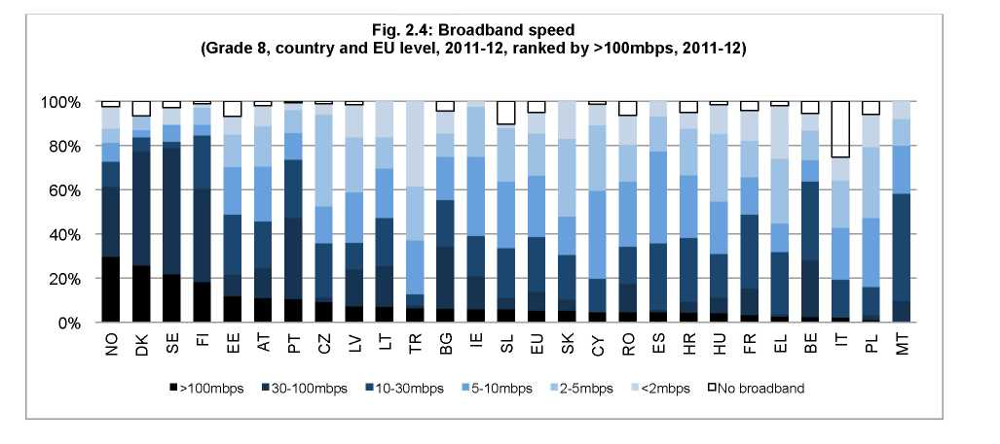 Fig. 2.4: Broadband speed
(Grade 8, country and EU level, 2011-12, ranked by >100mbps, 2011-12)
100%
80%
60%
40%
20%
0%
NO DK SE FI EE AT PT CZ LV LT TR BG IE SL EU SK CY RO ES HR HU FR EL BE IT PL MT
>100mbps 30-100mbps 10-30mbps 5-10mbps 2-5mbps <2mbps No broadband